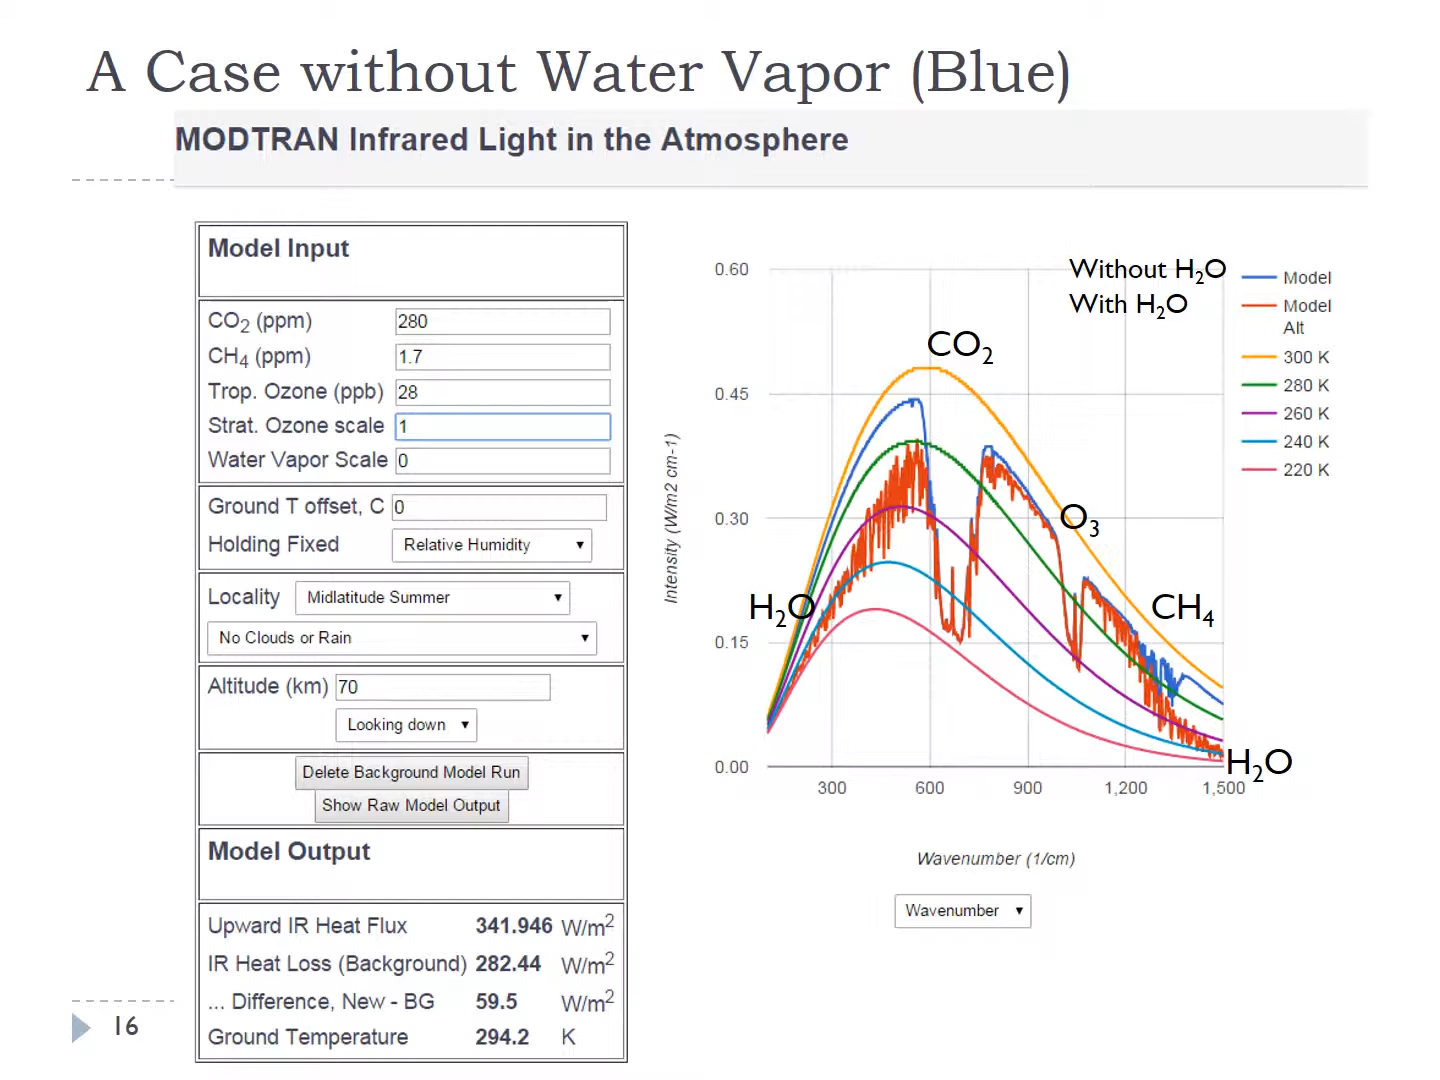 A Case without Water Vapor (Blue)
MODTRAN Infrared Light in the Atmosphere
Model Input
CO2 (ppm) 280
CH4 (ppm) 1.7
Trop. Ozone (ppb) 28
Strat. Ozone scale 1
Water Vapor Scale 0
Ground T offset, C 0
Holding Fixed Relative Humidity
Locality Midlatitude Summer
No Clouds or Rain
Altitude (km) 70
Looking down
Delete Background Model Run
Show Raw Model Output
Model Output
Upward IR Heat Flux 341.946 W/m2
IR Heat Loss (Background) 282.44 W/m2
... Difference, New - BG 59.5 W/m2
Ground Temperature 294.2 K
Without H2O
With H2O
Model
Model
Alt
300 K
280 K
260 K
240 K
220 K
CO2
O3
H2O
CH4
H2O
0.60
0.45
0.30
0.15
0.00
Intensity (W/m2 cm-1)
300 600 900 1,200 1,500
Wavenumber (1/cm)
Wavenumber
16